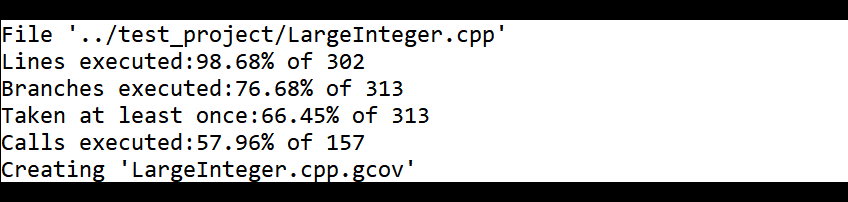 File '../test_project/LargeInteger.cpp'
Lines executed:98.68% of 302
Branches executed:76.68% of 313
Taken at least once:66.45% of 313
Calls executed:57.96% of 157
Creating 'LargeInteger.cpp.gcov'